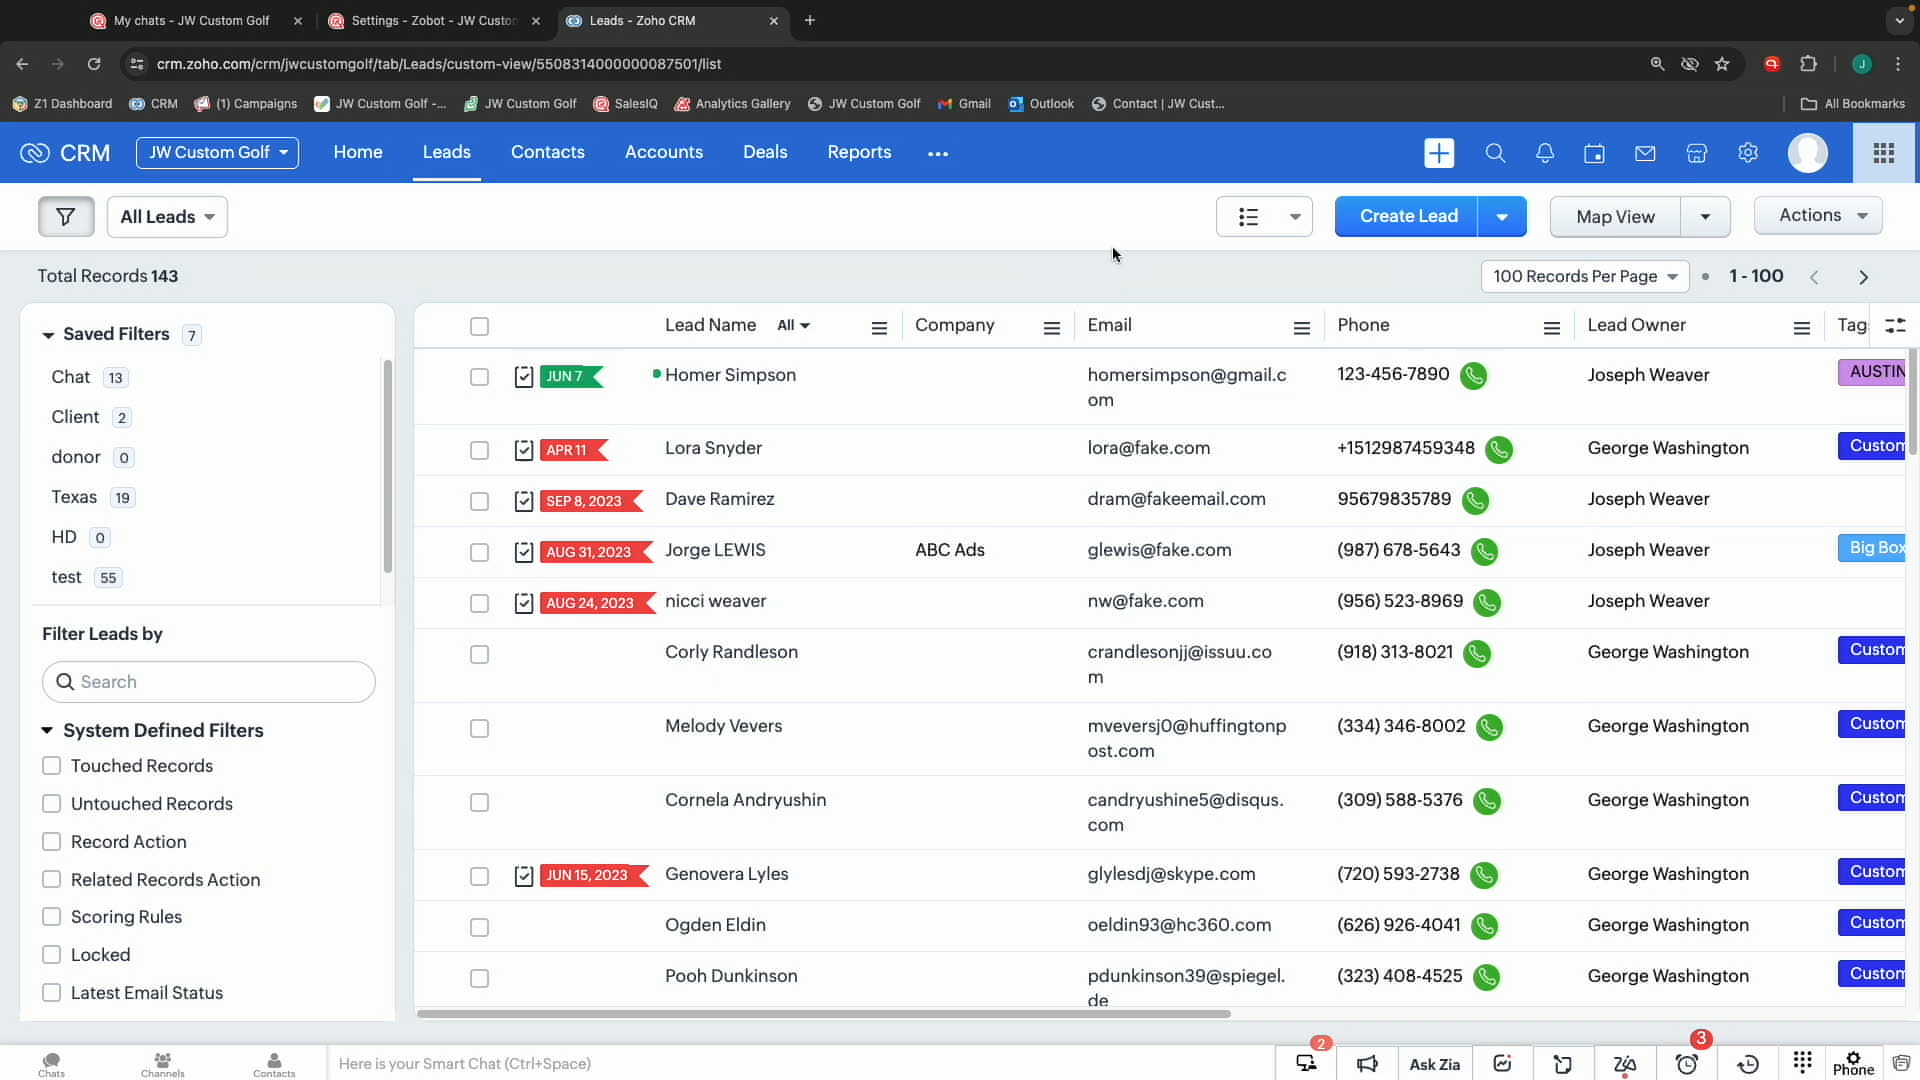 My chats - JW Custom Golf
Settings - Zobot - JW Custon
Leads - Zoho CRM
crm.zoho.com/crm/jwcustomgolf/tab/Leads/custom-view/5508314000000087501/list
J
Z1 Dashboard
CRM
(1) Campaigns
JW Custom Golf -...
JW Custom Golf
SalesIQ
Analytics Gallery
JW Custom Golf
Gmail
Outlook
Contact | JW Cust...
All Bookmarks
CRM
JW Custom Golf
Home
Leads
Contacts
Accounts
Deals
Reports
All Leads
Create Lead
Map View
Actions
Total Records 143
100 Records Per Page
1 - 100
Saved Filters 7
Chat 13
Client 2
donor 0
Texas 19
HD 0
test 55
Filter Leads by
Search
System Defined Filters
Touched Records
Untouched Records
Record Action
Related Records Action
Scoring Rules
Locked
Latest Email Status
Lead Name All Company Email Phone Lead Owner Tag
JUN 7 Homer Simpson homersimpson@gmail.c 123-456-7890 Joseph Weaver AUSTIN
om
APR 11 Lora Snyder lora@fake.com +1512987459348 George Washington Custom
SEP 8, 2023 Dave Ramirez dram@fakeemail.com 95679835789 Joseph Weaver
AUG 31, 2023 Jorge LEWIS ABC Ads glewis@fake.com (987) 678-5643 Joseph Weaver Big Box
AUG 24, 2023 nicci weaver nw@fake.com (956) 523-8969 Joseph Weaver
Corly Randleson crandlesonjj@issuu.co (918) 313-8021 George Washington Custom
m
Melody Vevers mveversj0@huffingtonp (334) 346-8002 George Washington Custom
ost.com
Cornela Andryushin candryushine5@disqus. (309) 588-5376 George Washington Custom
com
JUN 15, 2023 Genovera Lyles glylesdj@skype.com (720) 593-2738 George Washington Custom
Ogden Eldin oeldin93@hc360.com (626) 926-4041 George Washington Custom
Pooh Dunkinson pdunkinson39@spiegel. (323) 408-4525 George Washington Custom
de
Chats
Channels
Contacts
Here is your Smart Chat (Ctrl+Space)
2
Ask Zia
3
Phone